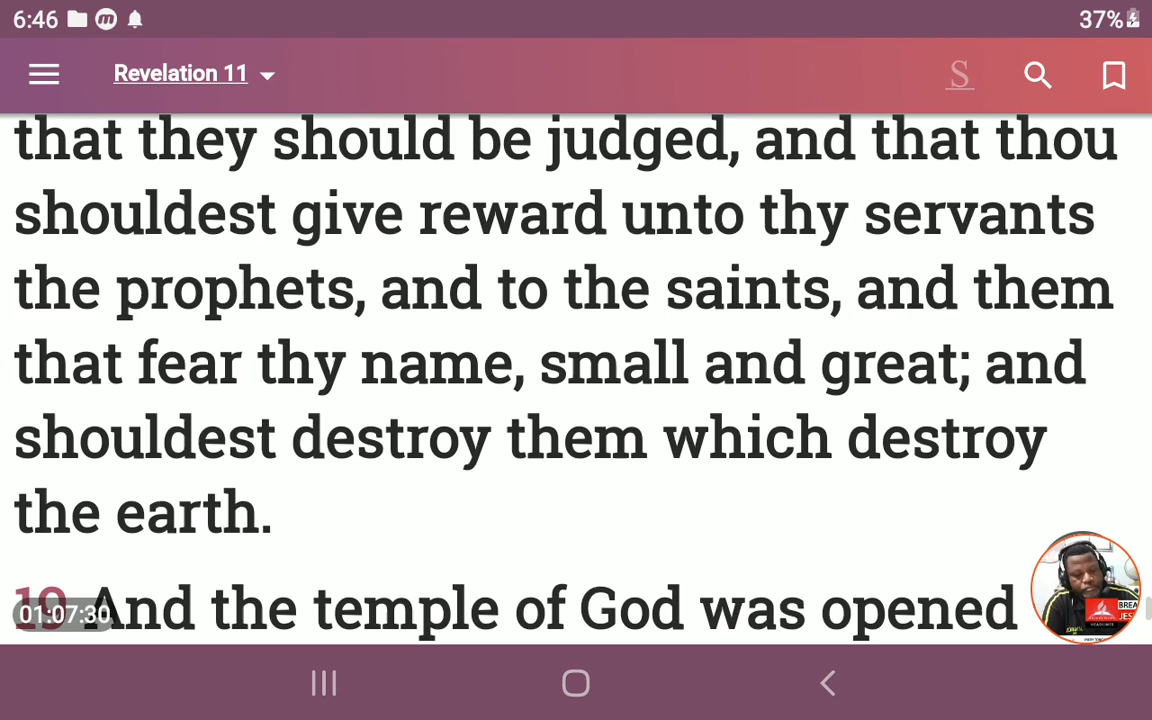 6:46 37%
Revelation 11 S
that they should be judged, and that thou
shouldest give reward unto thy servants
the prophets, and to the saints, and them
that fear thy name, small and great; and
shouldest destroy them which destroy
the earth.
19 And the temple of God was opened
01:07:30
BREA
JES